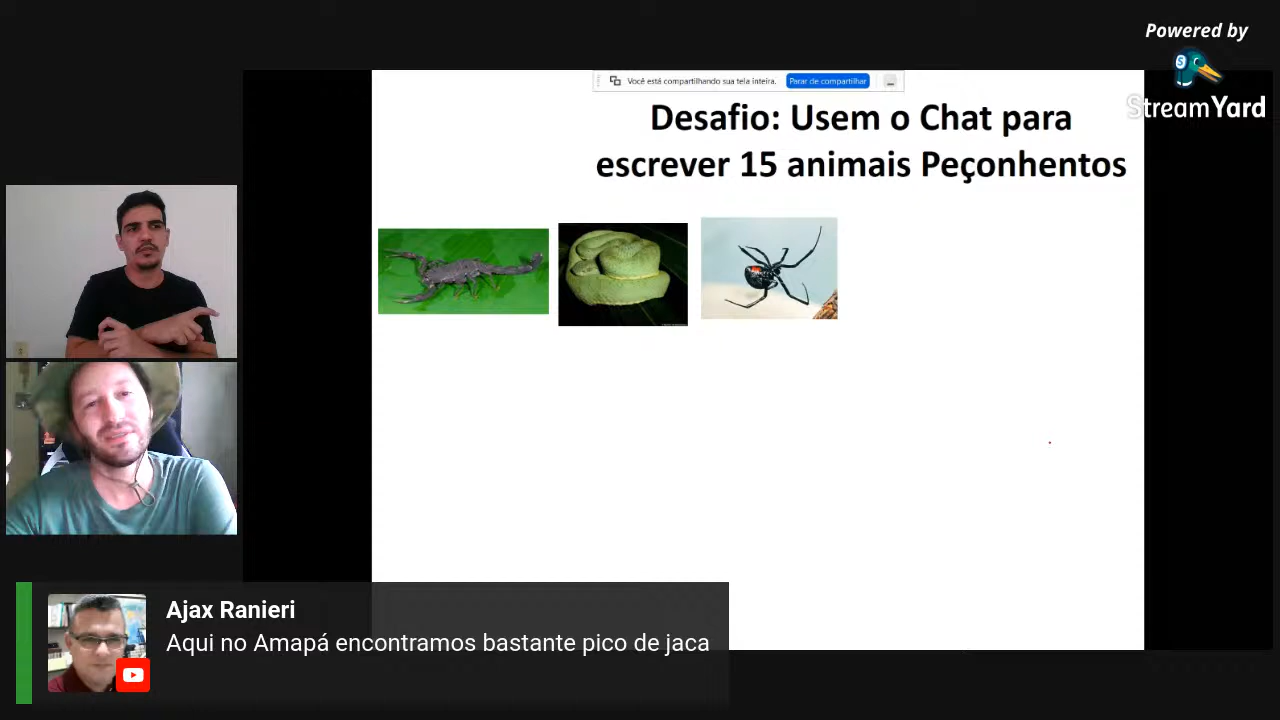 Powered by
StreamYard
Você está compartilhando sua tela inteira.
Parar de compartilhar
Desafio: Usem o Chat para
escrever 15 animais Peçonhentos
Ajax Ranieri
Aqui no Amapá encontramos bastante pico de jaca